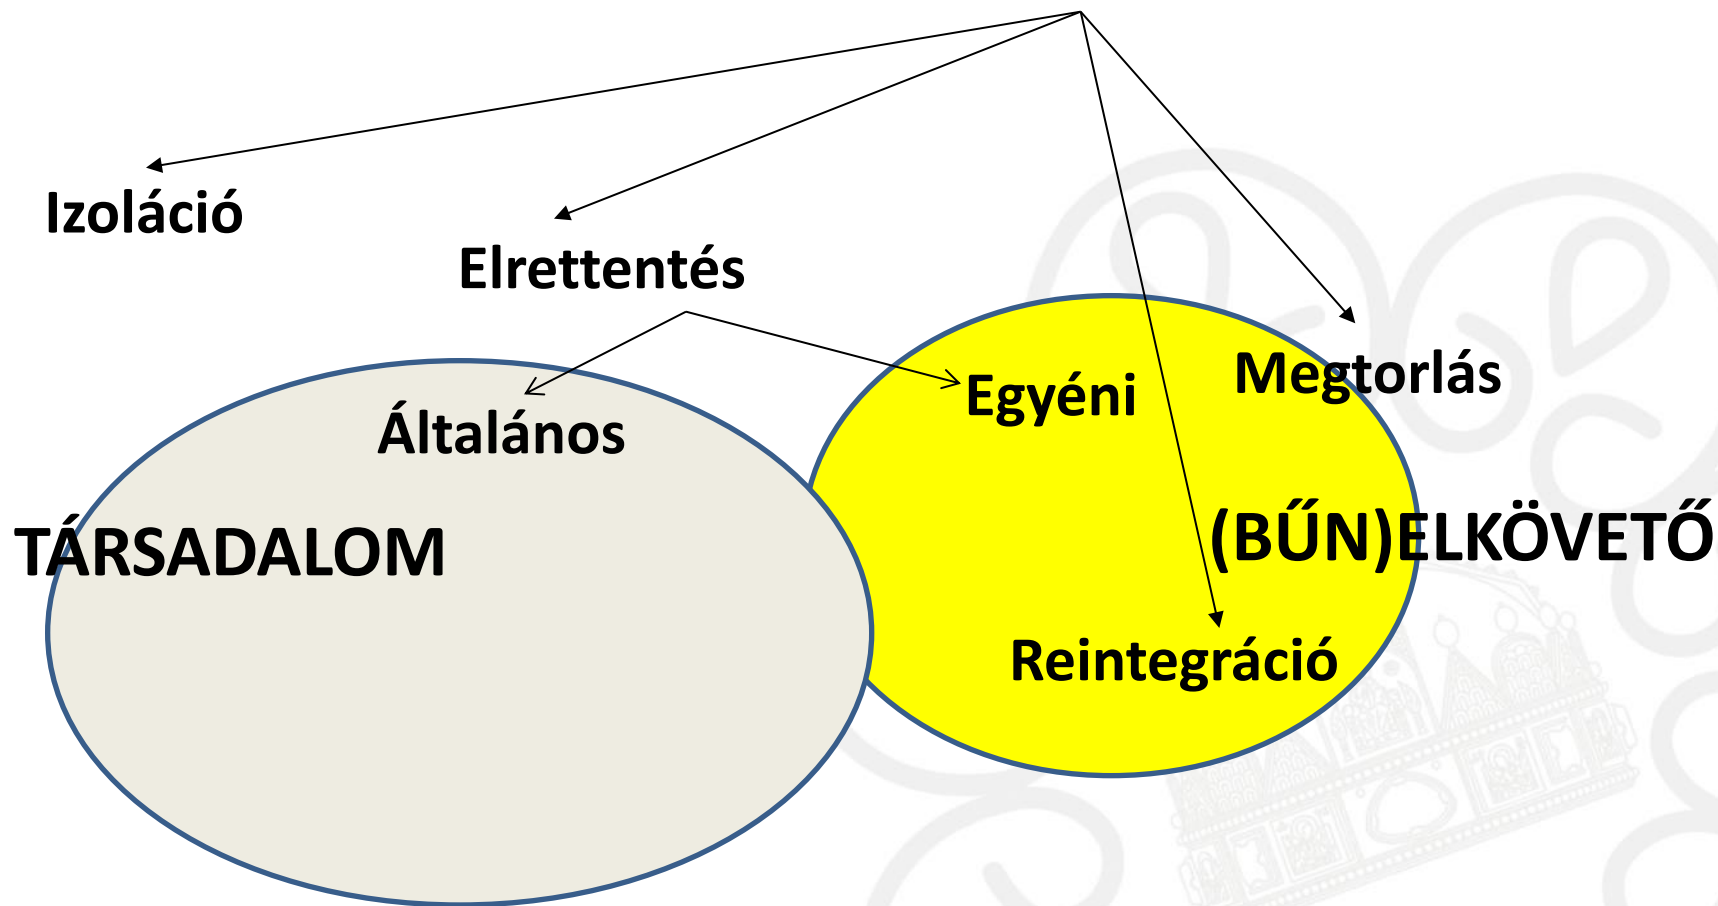 Izoláció
Elrettentés
Megtorlás
Egyéni
Általános
(BŰN)ELKÖVETŐ
TÁRSADALOM
Reintegráció